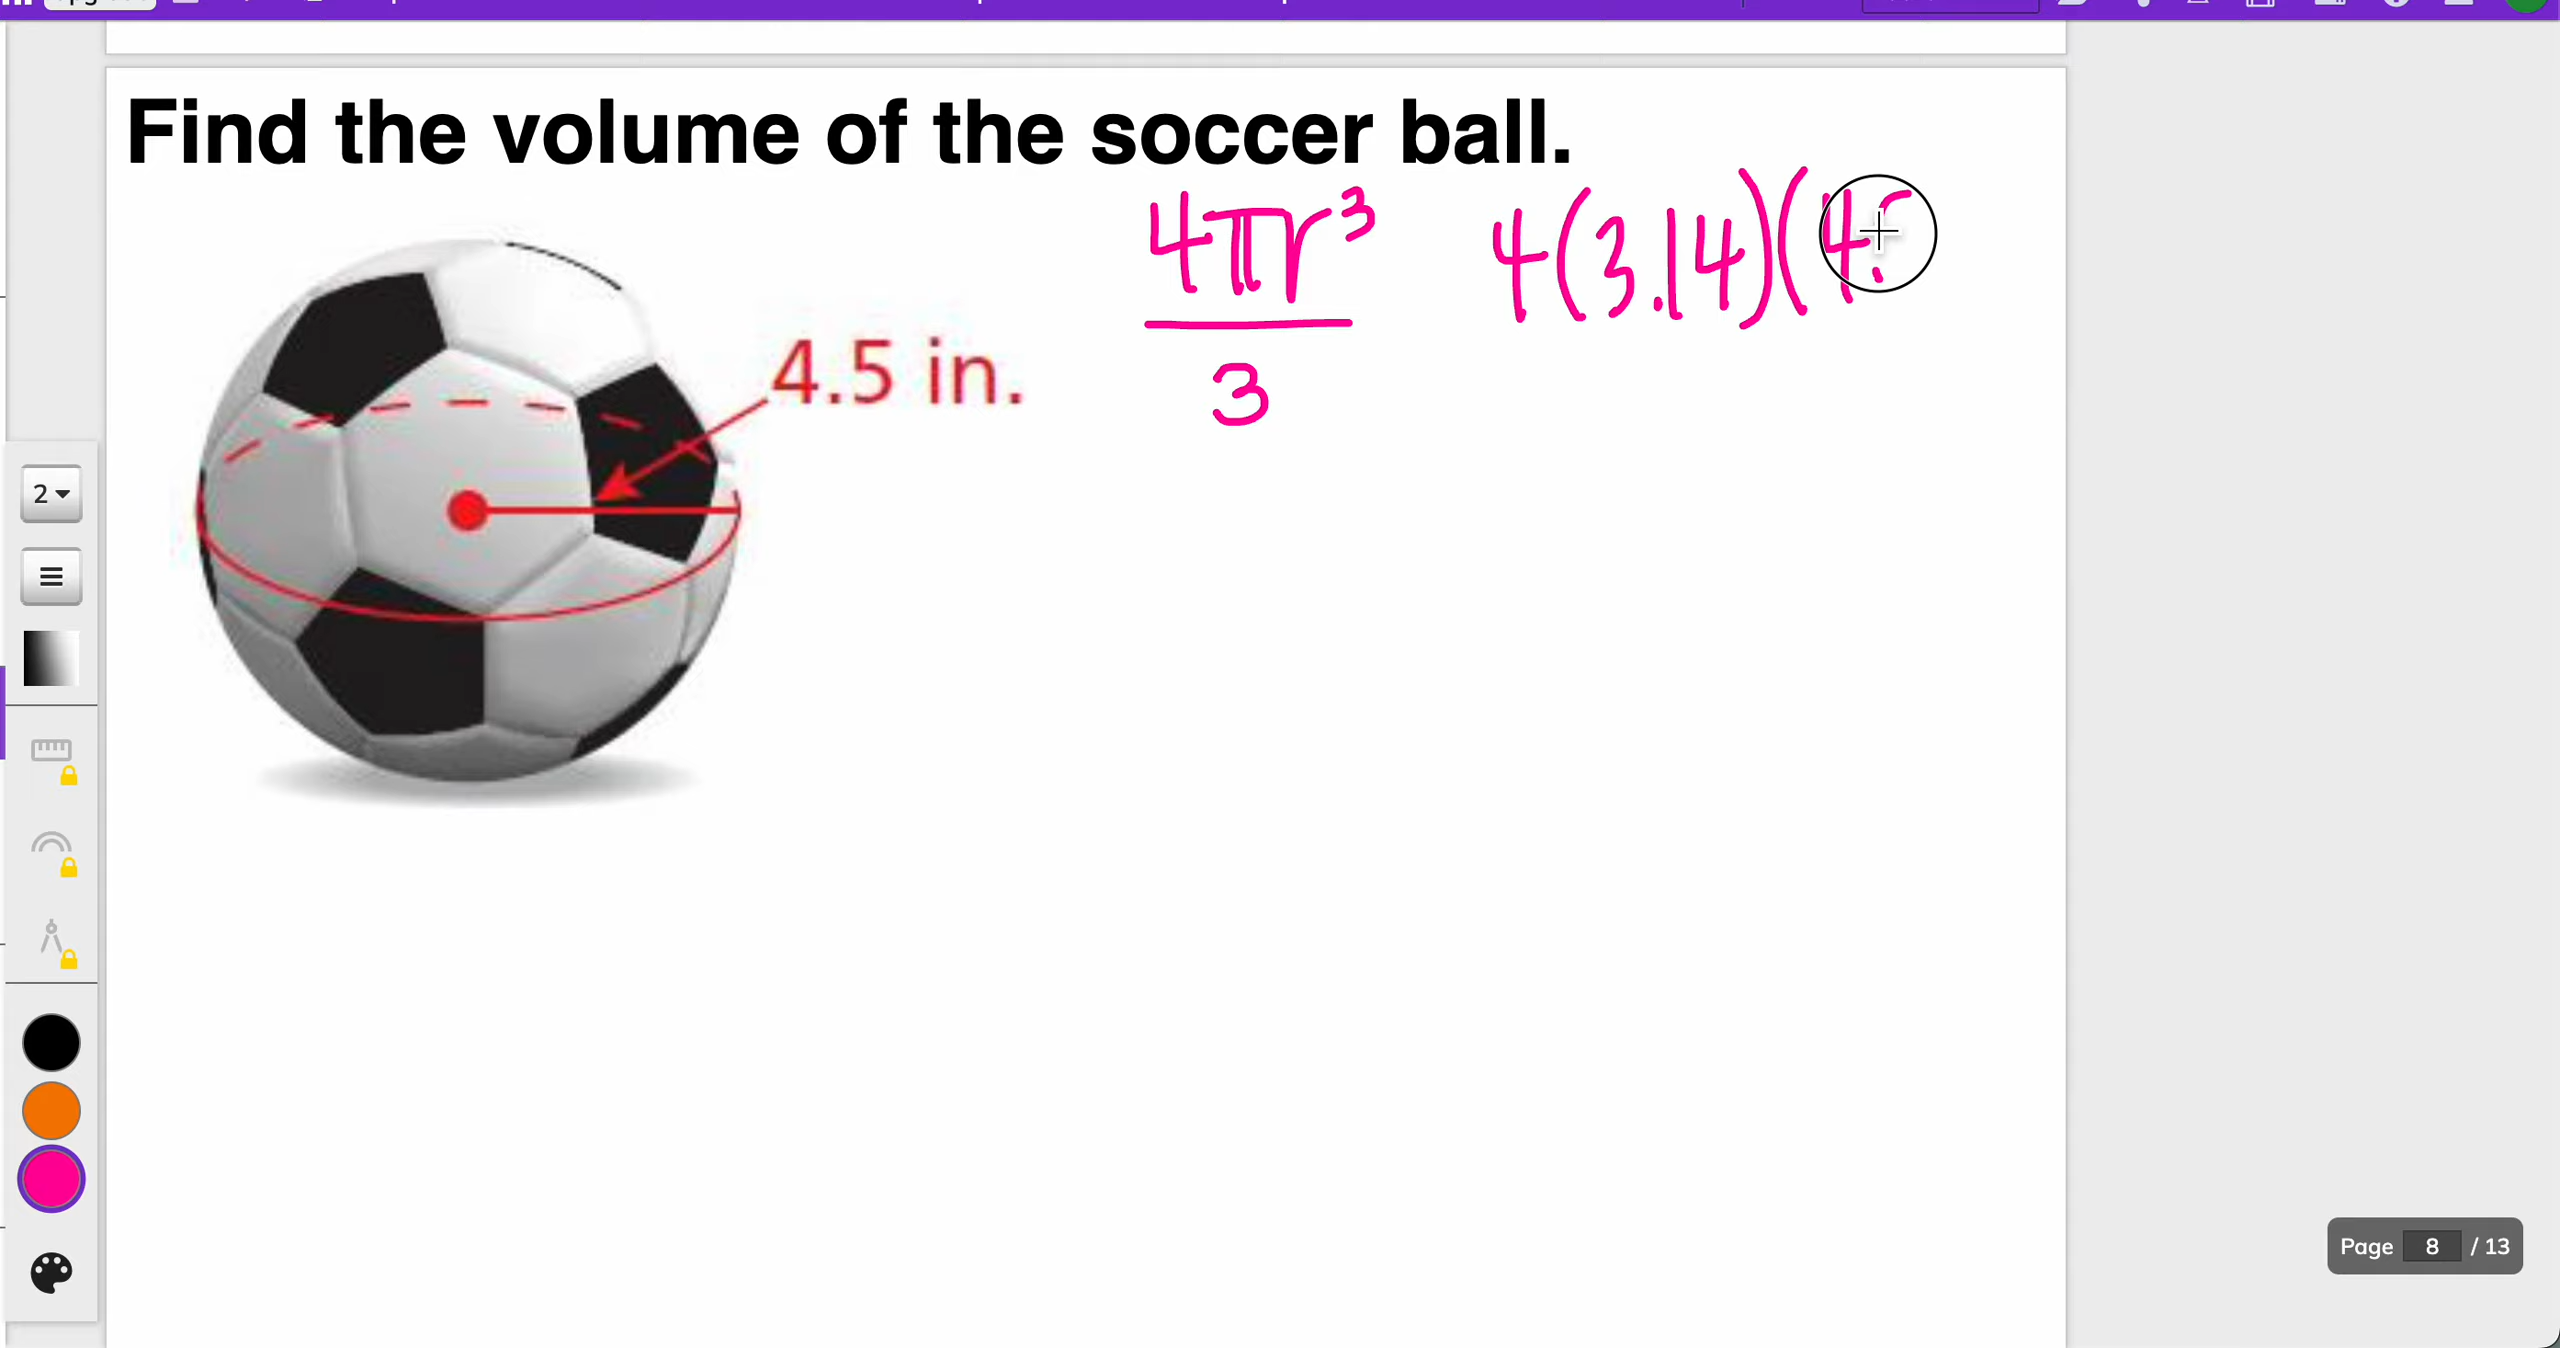 Find the volume of the soccer ball.
4πr³
3
4(3.14)(4.
4.5 in.
2
Page 8 / 13